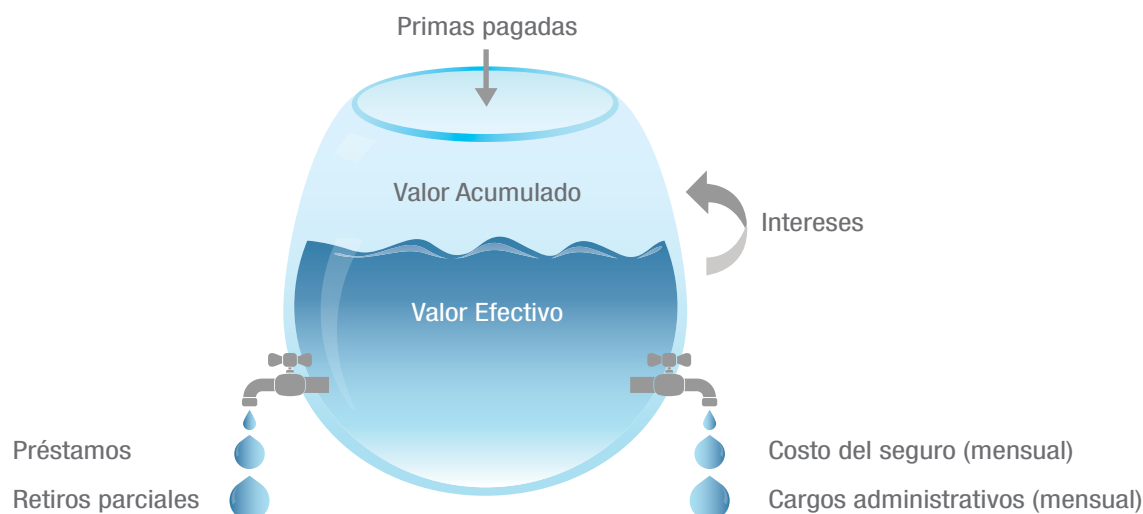 Primas pagadas
Valor Acumulado
Intereses
Valor Efectivo
Préstamos
Retiros parciales
Costo del seguro (mensual)
Cargos administrativos (mensual)